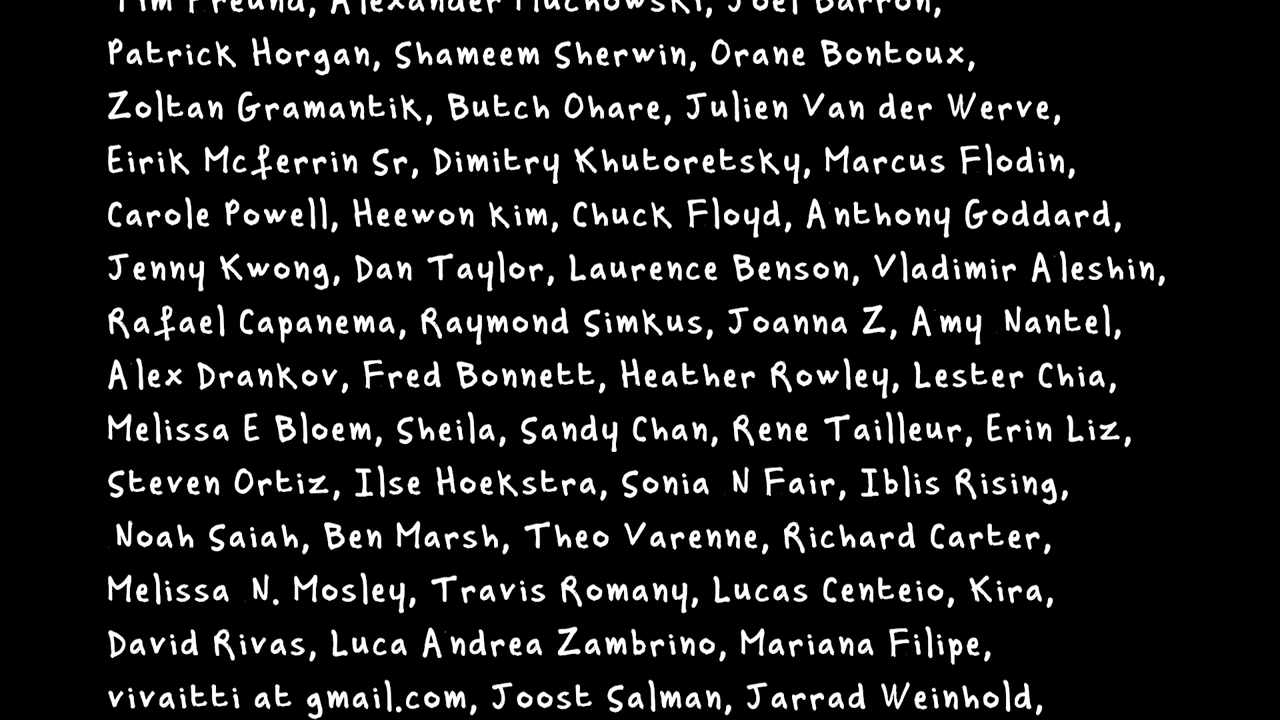 Tim Freund, Alexander Muchowski, Joel Barron,
Patrick Horgan, Shameem Sherwin, Orane Bontoux,
Zoltan Gramantik, Butch Ohare, Julien Van der Werve,
Eirik Mcferrin Sr, Dimitry Khutoretsky, Marcus Flodin,
Carole Powell, Heewon Kim, Chuck Floyd, Anthony Goddard,
Jenny Kwong, Dan Taylor, Laurence Benson, Vladimir Aleshin,
Rafael Capanema, Raymond Simkus, Joanna Z, Amy Nantel,
Alex Drankov, Fred Bonnett, Heather Rowley, Lester Chia,
Melissa E Bloem, Sheila, Sandy Chan, Rene Tailleur, Erin Liz,
Steven Ortiz, Ilse Hoekstra, Sonia N Fair, Iblis Rising,
Noah Saiah, Ben Marsh, Theo Varenne, Richard Carter,
Melissa N. Mosley, Travis Romany, Lucas Centeio, Kira,
David Rivas, Luca Andrea Zambrino, Mariana Filipe,
vivaitti at gmail.com, Joost Salman, Jarrad Weinhold,